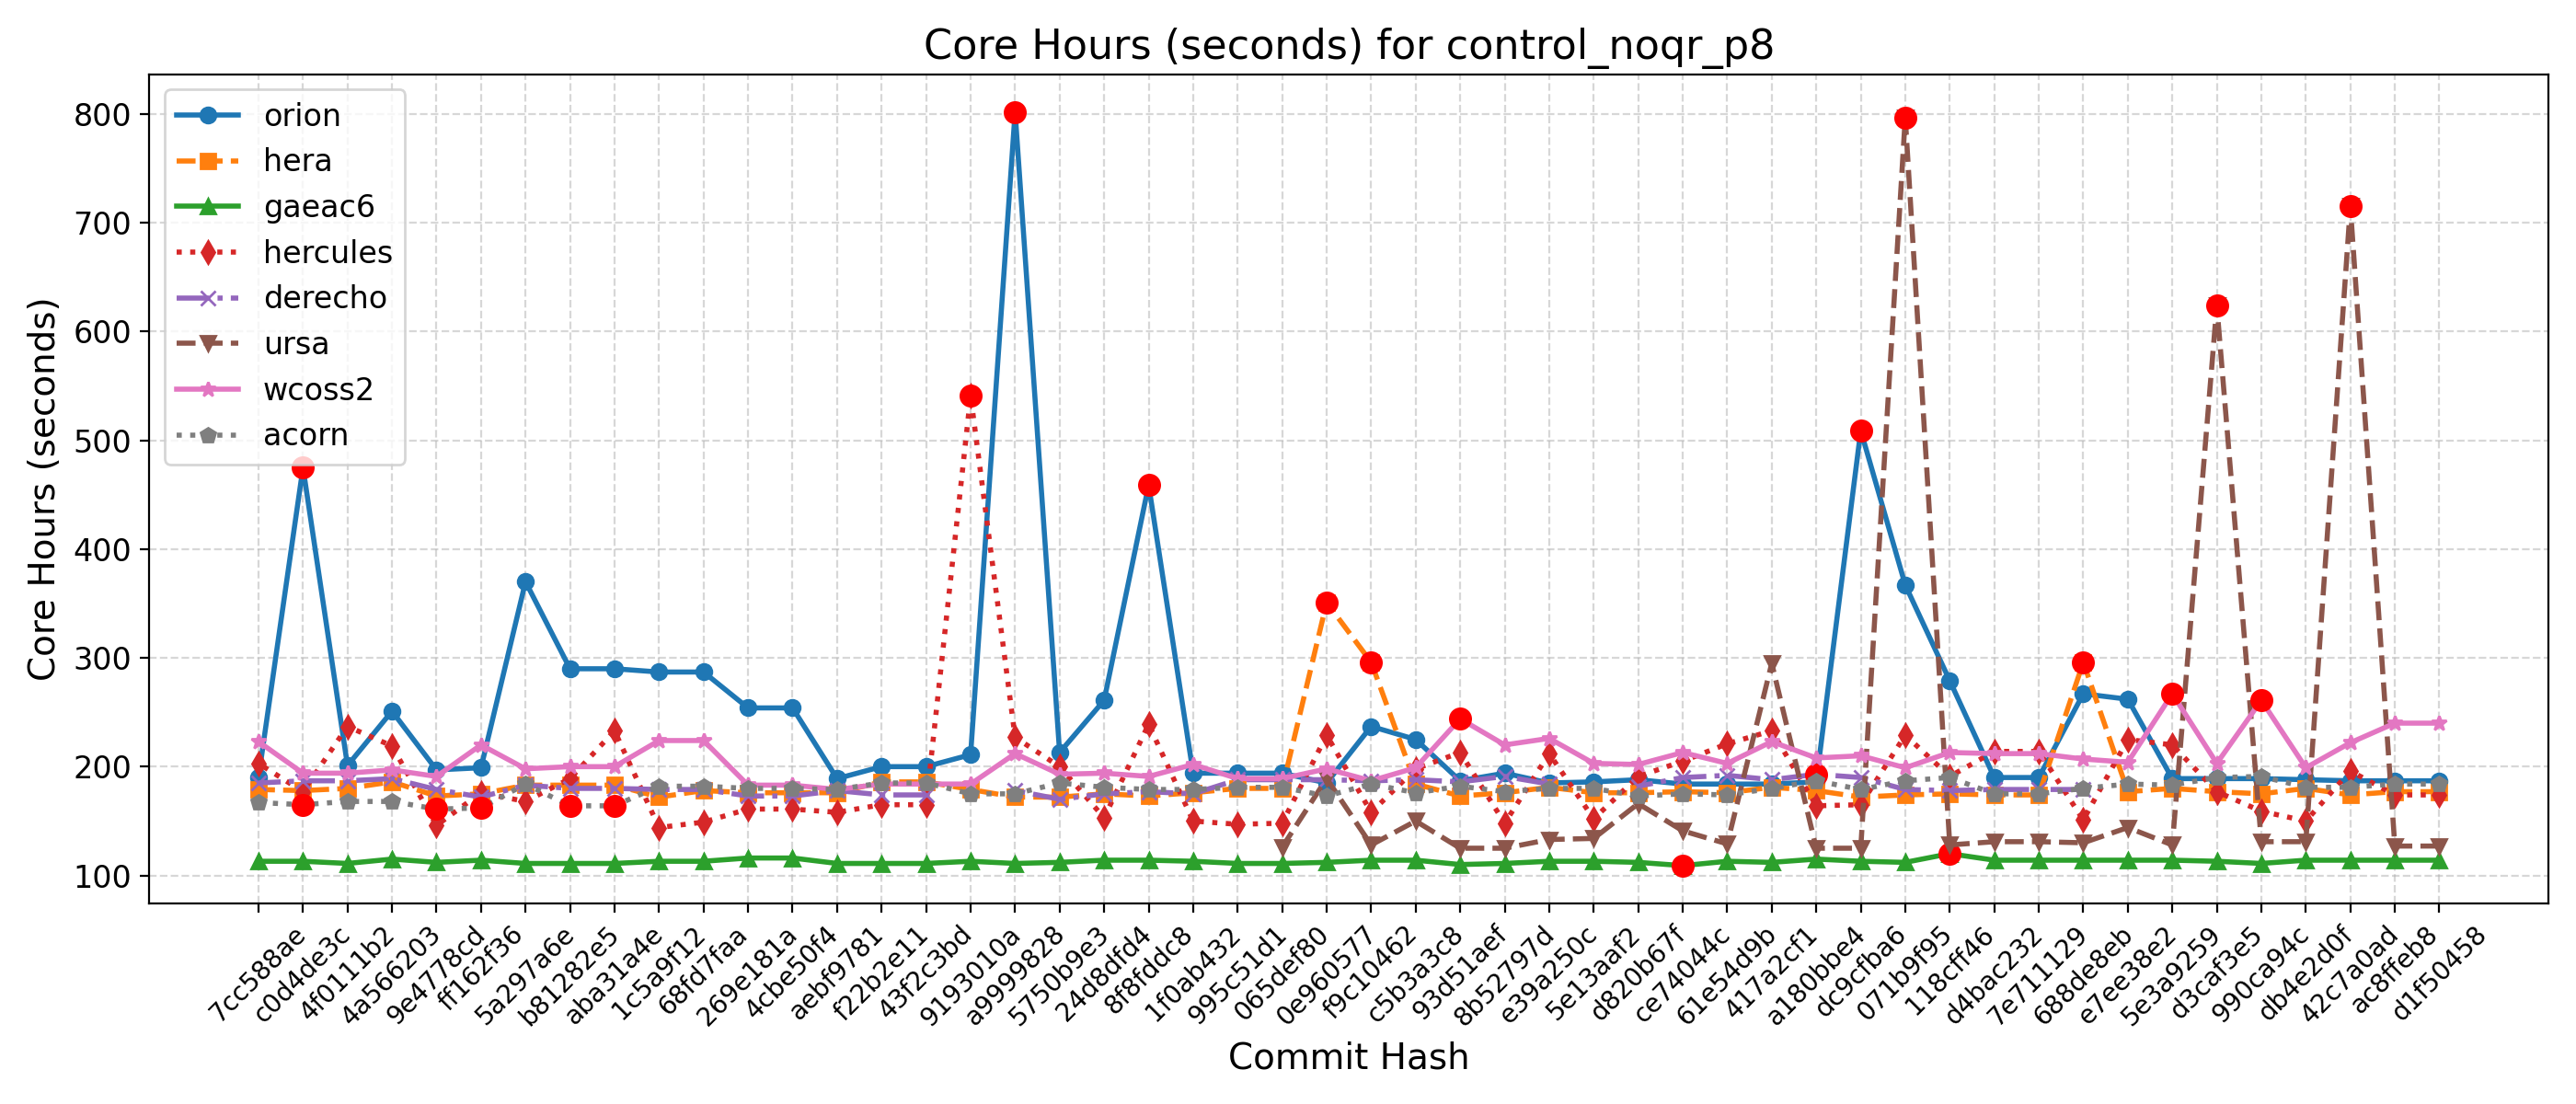 Core Hours (seconds) for control_noqr_p8
Core Hours (seconds)
800
700
600
500
400
300
200
100
orion
hera
gaeac6
hercules
derecho
ursa
wcoss2
acorn
7cc588ae
c0d4de3c
4f0111b2
4a566203
9e4778cd
ff162f36
5a297a6e
b81282e5
aba31a4e
1c5a9f12
68fd7faa
269e181a
4cbe50f4
aebf9781
f22b2e11
43f2c3bd
9193010a
a9999828
5750b9e3
24d8dfd4
8f8fddc8
1f0ab432
995c51d1
065def80
0e960577
f9c10462
c5b3a3c8
93d51aef
8b52797d
e39a250c
5e13aaf2
d820b67f
ce74044c
61e54d9b
417a2cf1
a180bbe4
dc9cfba6
071b9f95
118cff46
d4bac232
7e711129
688de8eb
e7ee38e2
5e3a9259
d3caf3e5
990ca94c
db4e2d0f
42c7a0ad
ac8ffeb8
d1f50458
Commit Hash